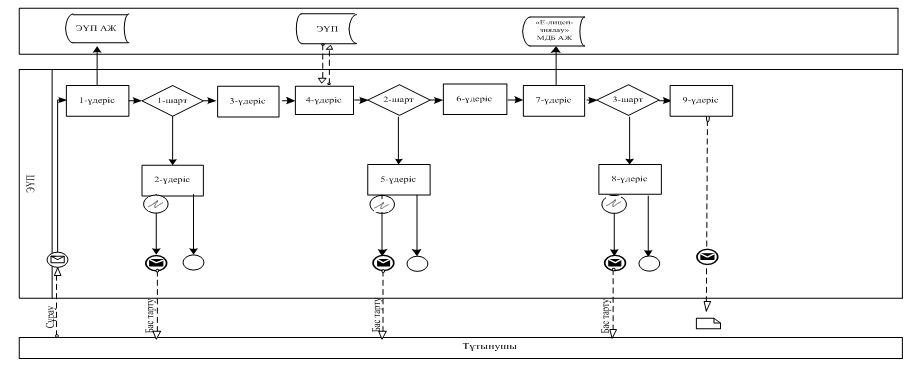 ЭҮП АЖ
ЭҮП
«Е-лицен-
зиялау»
МДБ АЖ
ЭҮП
1-үдеріс
1-шарт
3-үдеріс
4-үдеріс
2-шарт
6-үдеріс
7-үдеріс
3-шарт
9-үдеріс
2-үдеріс
5-үдеріс
8-үдеріс
Сұрау
Бас тарту
Бас тарту
Бас тарту
Тұтынушы